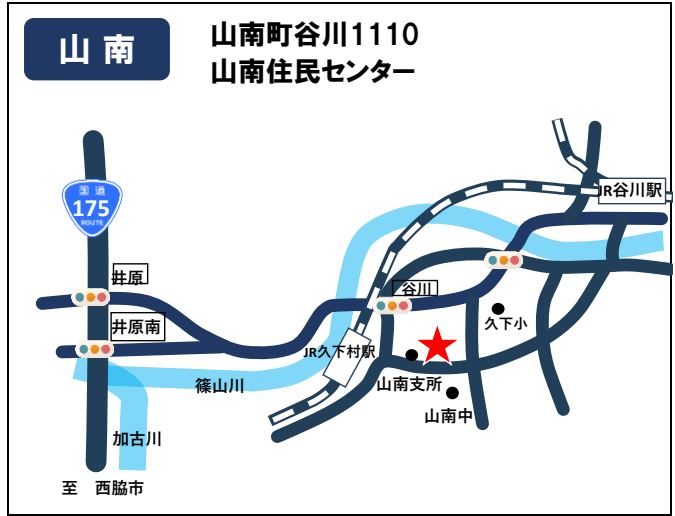 山南
山南町谷川1110
山南住民センター
国道
175
ROUTE
JR谷川駅
井原
谷川
井原南
久下小
JR久下村駅
山南支所
篠山川
山南中
加古川
至 西脇市